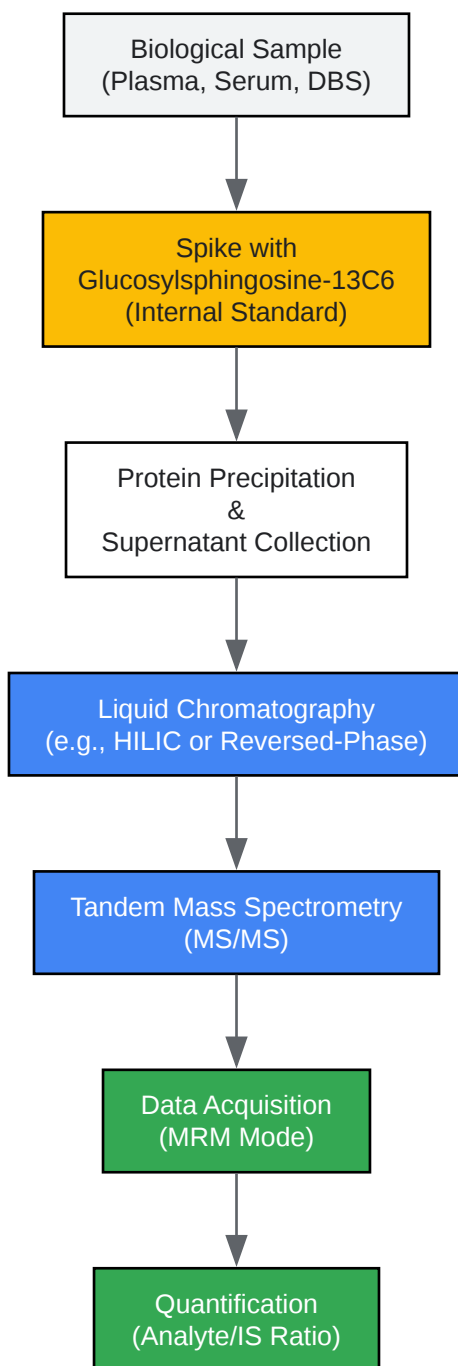 Biological Sample
(Plasma, Serum, DBS)
Spike with
Glucosylsphingosine-13C6
(Internal Standard)
Protein Precipitation
&
Supernatant Collection
Liquid Chromatography
(e.g., HILIC or Reversed-Phase)
Tandem Mass Spectrometry
(MS/MS)
Data Acquisition
(MRM Mode)
Quantification
(Analyte/IS Ratio)